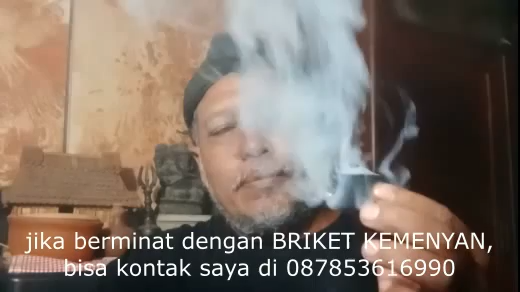 jika berminat dengan BRIKET KEMENYAN,
bisa kontak saya di 087853616990